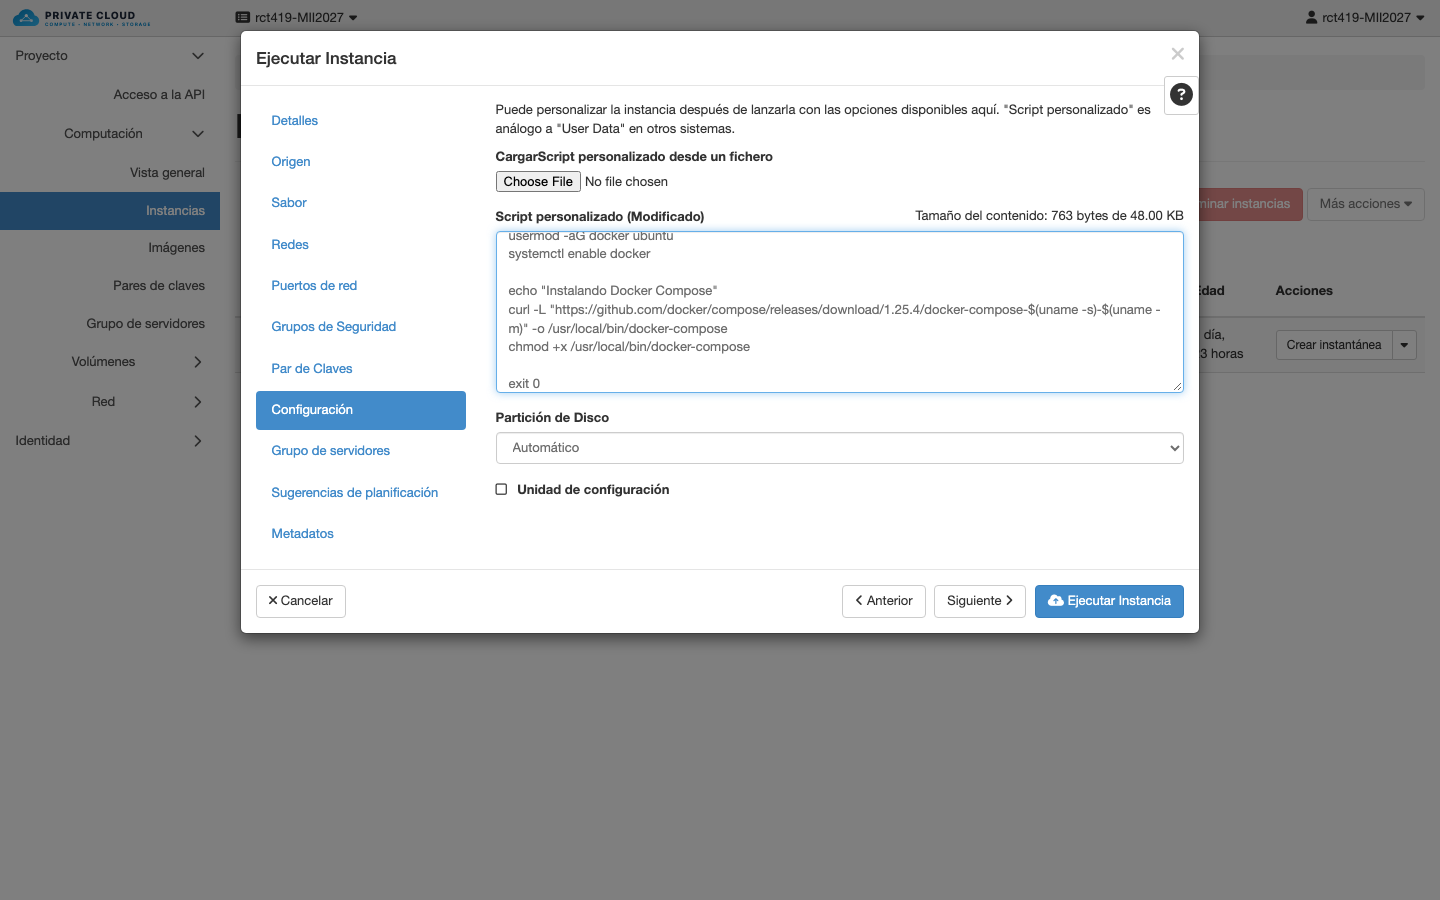 PRIVATE CLOUD
COMPUTE • NETWORK • STORAGE
rct419-MII2027
rct419-MII2027
Proyecto
Acceso a la API
Computación
Vista general
Instancias
Imágenes
Pares de claves
Grupo de servidores
Volúmenes
Red
Identidad
Ejecutar Instancia
×
?
Detalles
Origen
Sabor
Redes
Puertos de red
Grupos de Seguridad
Par de Claves
Configuración
Grupo de servidores
Sugerencias de planificación
Metadatos
Puede personalizar la instancia después de lanzarla con las opciones disponibles aquí. "Script personalizado" es
análogo a "User Data" en otros sistemas.
CargarScript personalizado desde un fichero
Choose File No file chosen
Script personalizado (Modificado)
Tamaño del contenido: 763 bytes de 48.00 KB
usermod -aG docker ubuntu
systemctl enable docker
echo "Instalando Docker Compose"
curl -L "https://github.com/docker/compose/releases/download/1.25.4/docker-compose-$(uname -s)-$(uname -
m)" -o /usr/local/bin/docker-compose
chmod +x /usr/local/bin/docker-compose
exit 0
Partición de Disco
Automático
Unidad de configuración
Cancelar
Anterior
Siguiente
Ejecutar Instancia
minar instancias
Más acciones
Edad
Acciones
día,
3 horas
Crear instantánea